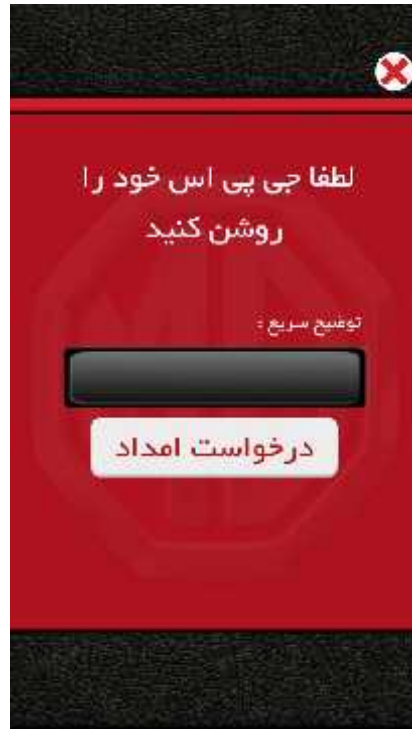 لطفا جی پی اس خود را
روشن کنید
توضیح سریع :
درخواست امداد